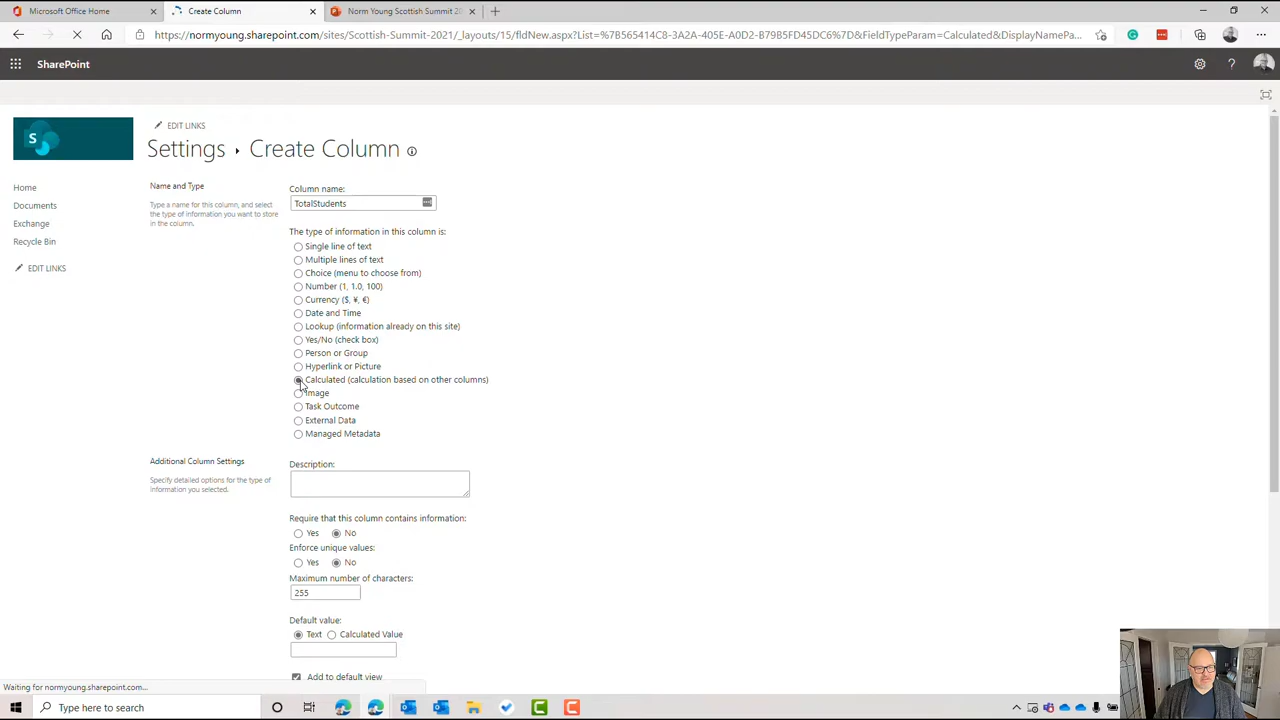 Microsoft Office Home
Create Column
Norm Young Scottish Summit 20
https://normyoung.sharepoint.com/sites/Scottish-Summit-2021/_layouts/15/fldNew.aspx?List=%7B565414C8-3A2A-405E-A0D2-B79B5FD45DC6%7D&FieldTypeParam=Calculated&DisplayNamePa...
SharePoint
EDIT LINKS
Settings ▸ Create Column
Home
Documents
Exchange
Recycle Bin
EDIT LINKS
Name and Type
Type a name for this column, and select
the type of information you want to store
in the column.
Column name:
TotalStudents
The type of information in this column is:
Single line of text
Multiple lines of text
Choice (menu to choose from)
Number (1, 1.0, 100)
Currency ($, ¥, €)
Date and Time
Lookup (information already on this site)
Yes/No (check box)
Person or Group
Hyperlink or Picture
Calculated (calculation based on other columns)
Image
Task Outcome
External Data
Managed Metadata
Additional Column Settings
Specify detailed options for the type of
information you selected.
Description:
Require that this column contains information:
Yes No
Enforce unique values:
Yes No
Maximum number of characters:
255
Default value:
Text Calculated Value
Add to default view
Waiting for normyoung.sharepoint.com...
Type here to search